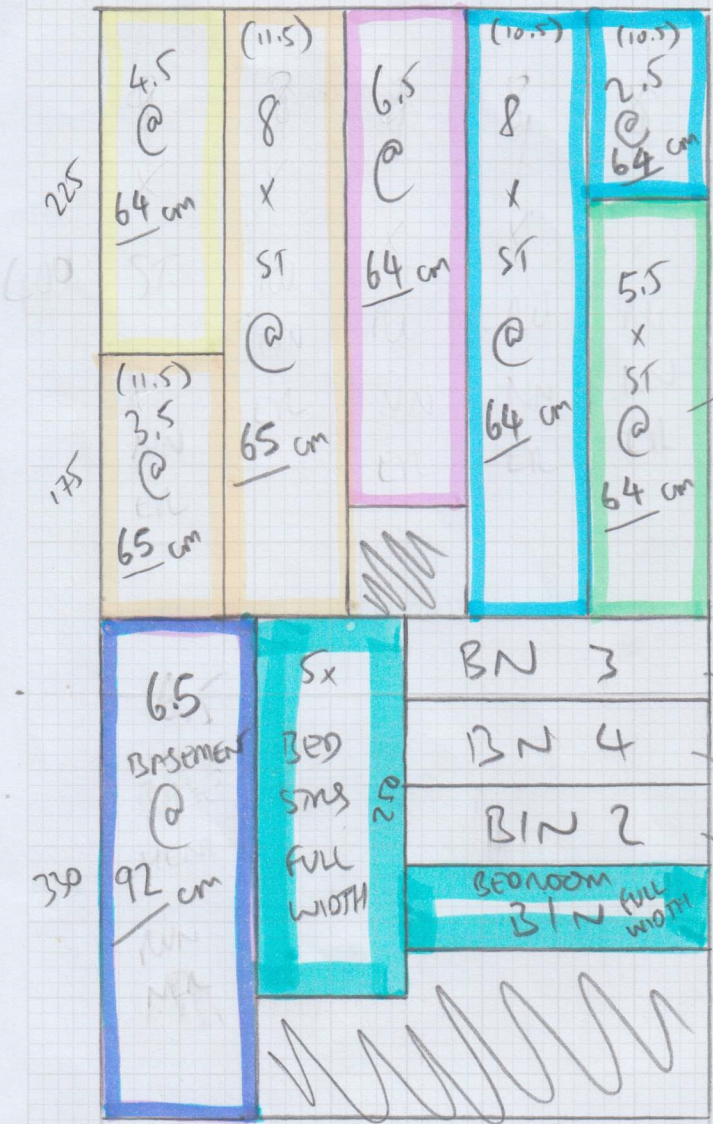 4.5
@
64 cm
225
(11.5)
3.5
@
65 cm
175
(11.5)
8
x
ST
@
65 cm
6.5
@
64 cm
(10.5)
8
x
ST
@
64 cm
(10.5)
2.5
@
64 cm
5.5
x
ST
@
64 cm
6.5
BASEMENT
@
92 cm
330
5x
BED
STRS
FULL
WIDTH
250
BN 3
BN 4
BIN 2
BEDROOM
BIN FULL
WIDTH